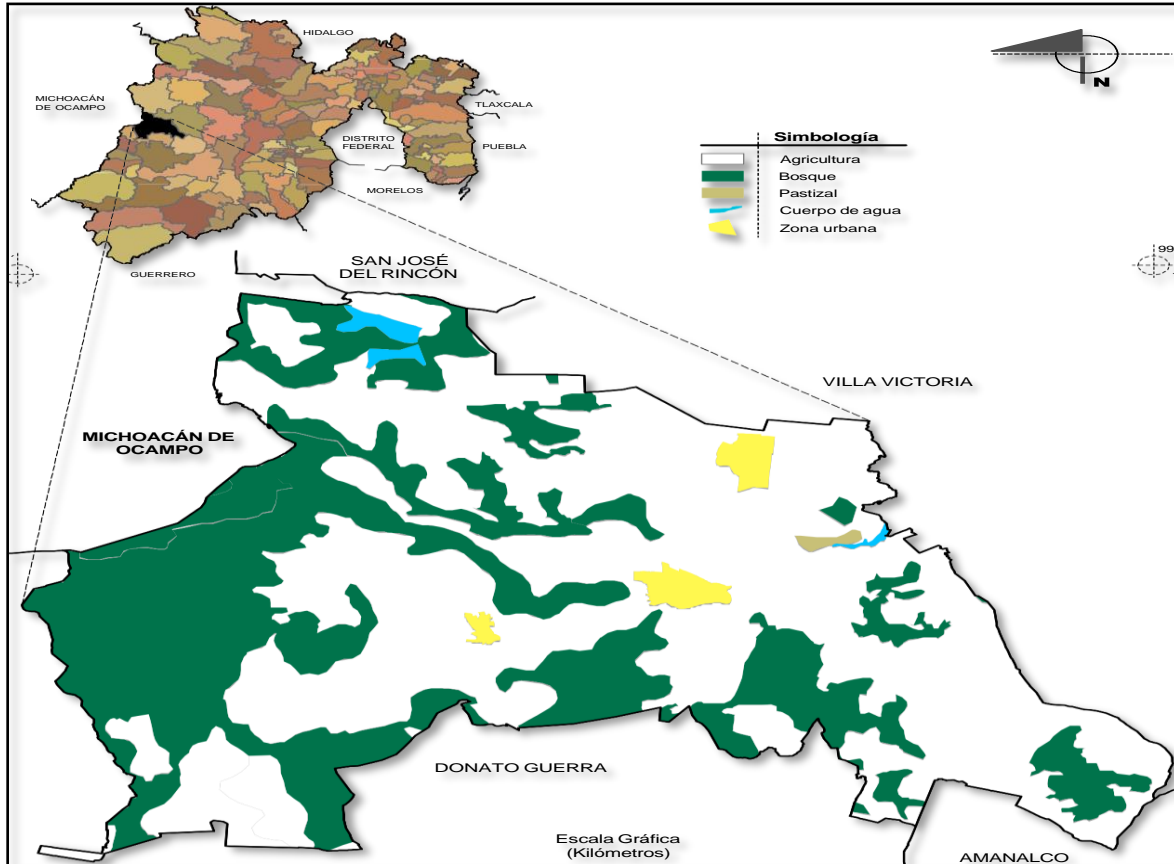 HIDALGO
MICHOACÁN
DE OCAMPO
TLAXCALA
DISTRITO
FEDERAL
PUEBLA
MORELOS
GUERRERO
N
Simbología
Agricultura
Bosque
Pastizal
Cuerpo de agua
Zona urbana
99
SAN JOSÉ
DEL RINCÓN
VILLA VICTORIA
MICHOACÁN DE
OCAMPO
DONATO GUERRA
Escala Gráfica
(Kilómetros)
AMANALCO